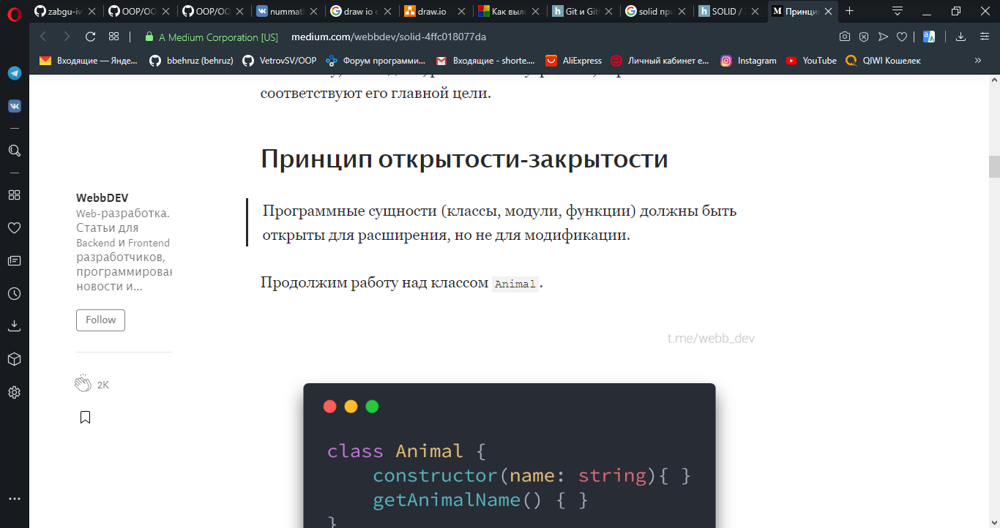 zabgu-iv
OOP/OO
OOP/OO
nummat
draw io o
draw.io
Как выл
Git и Git
solid при
SOLID /
Принци
A Medium Corporation [US]
medium.com/webbdev/solid-4ffc018077da
Входящие — Янде...
bbehruz (behruz)
VetrovSV/OOP
Форум программи...
Входящие - shorte....
AliExpress
Личный кабинет е...
Instagram
YouTube
QIWI Кошелек
»
соответствуют его главной цели.
Принцип открытости-закрытости
WebbDEV
Web-разработка.
Статьи для
Backend и Frontend
разработчиков,
программирован
новости и...
Follow
2K
Программные сущности (классы, модули, функции) должны быть
открыты для расширения, но не для модификации.
Продолжим работу над классом Animal.
t.me/webb_dev
class Animal {
constructor(name: string){ }
getAnimalName() { }
}